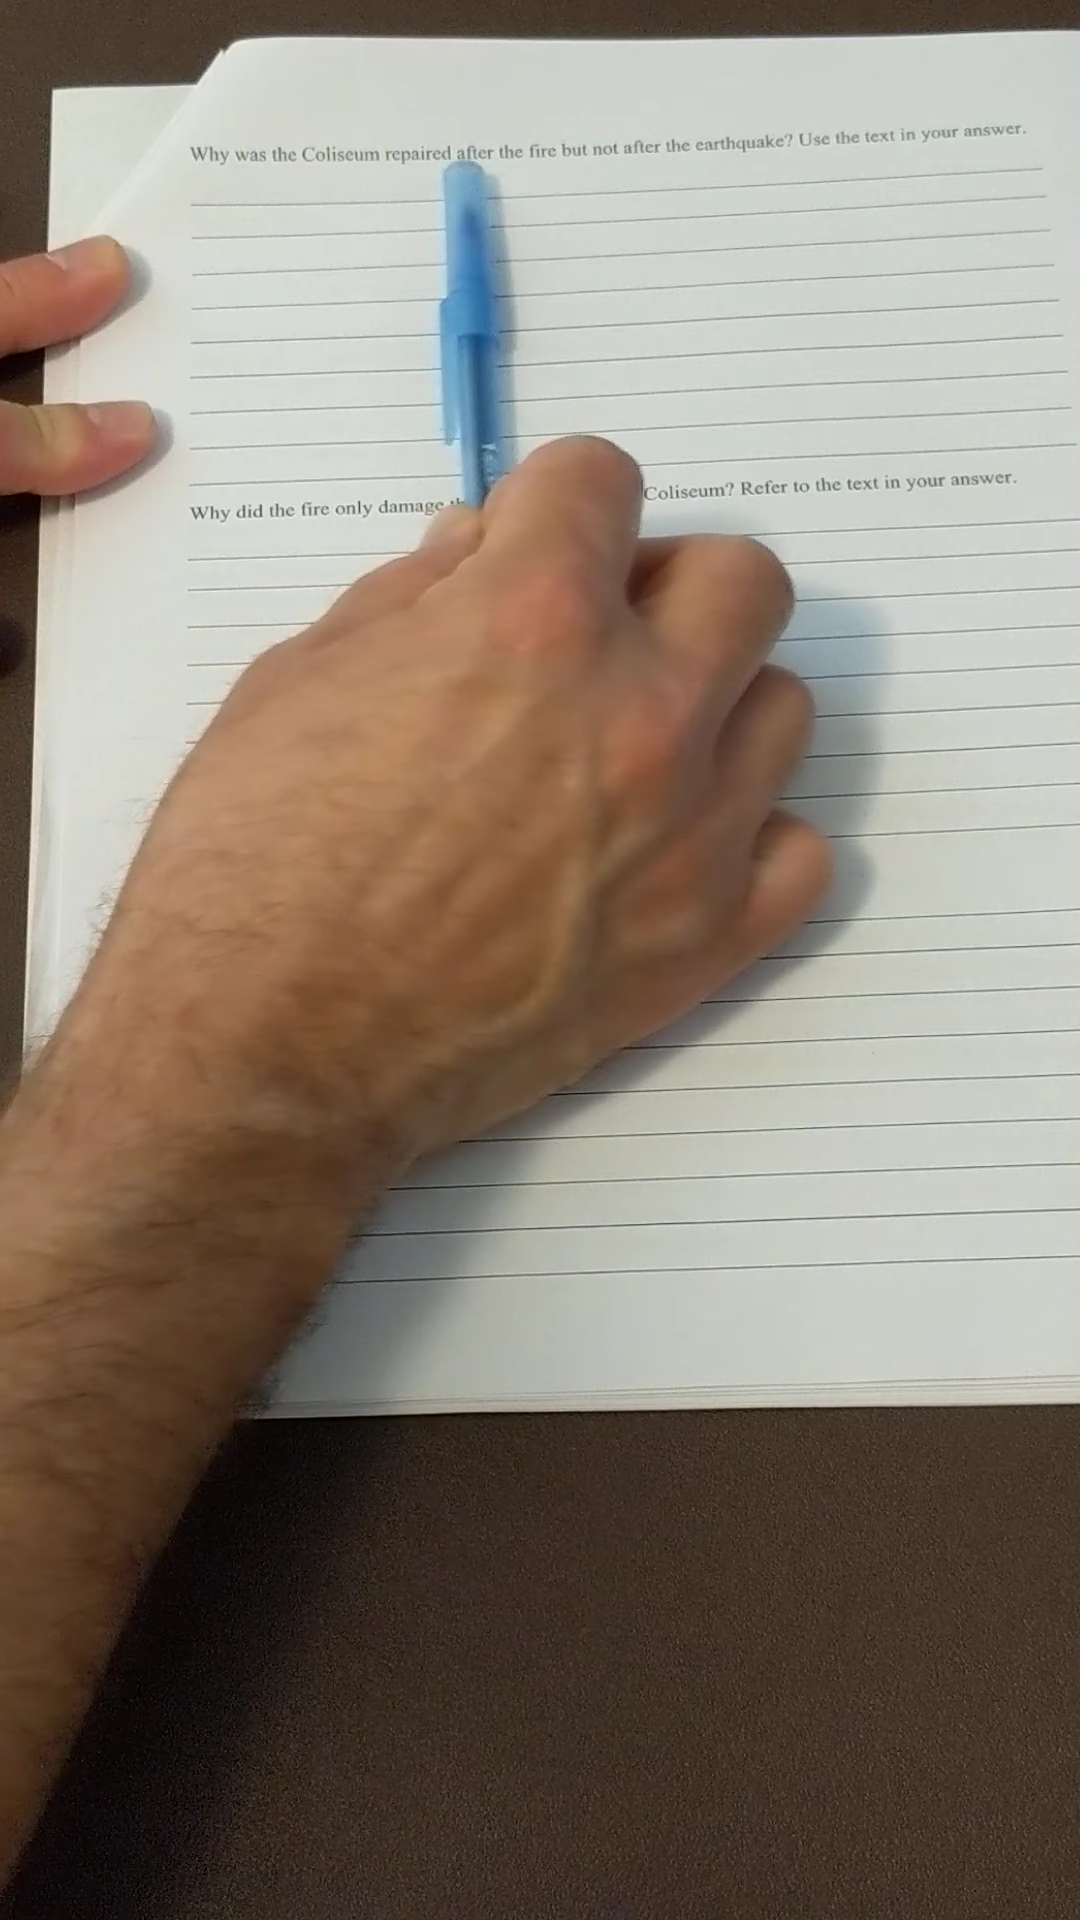 Why was the Coliseum repaired after the fire but not after the earthquake? Use the text in your answer.
Why did the fire only damage Coliseum? Refer to the text in your answer.